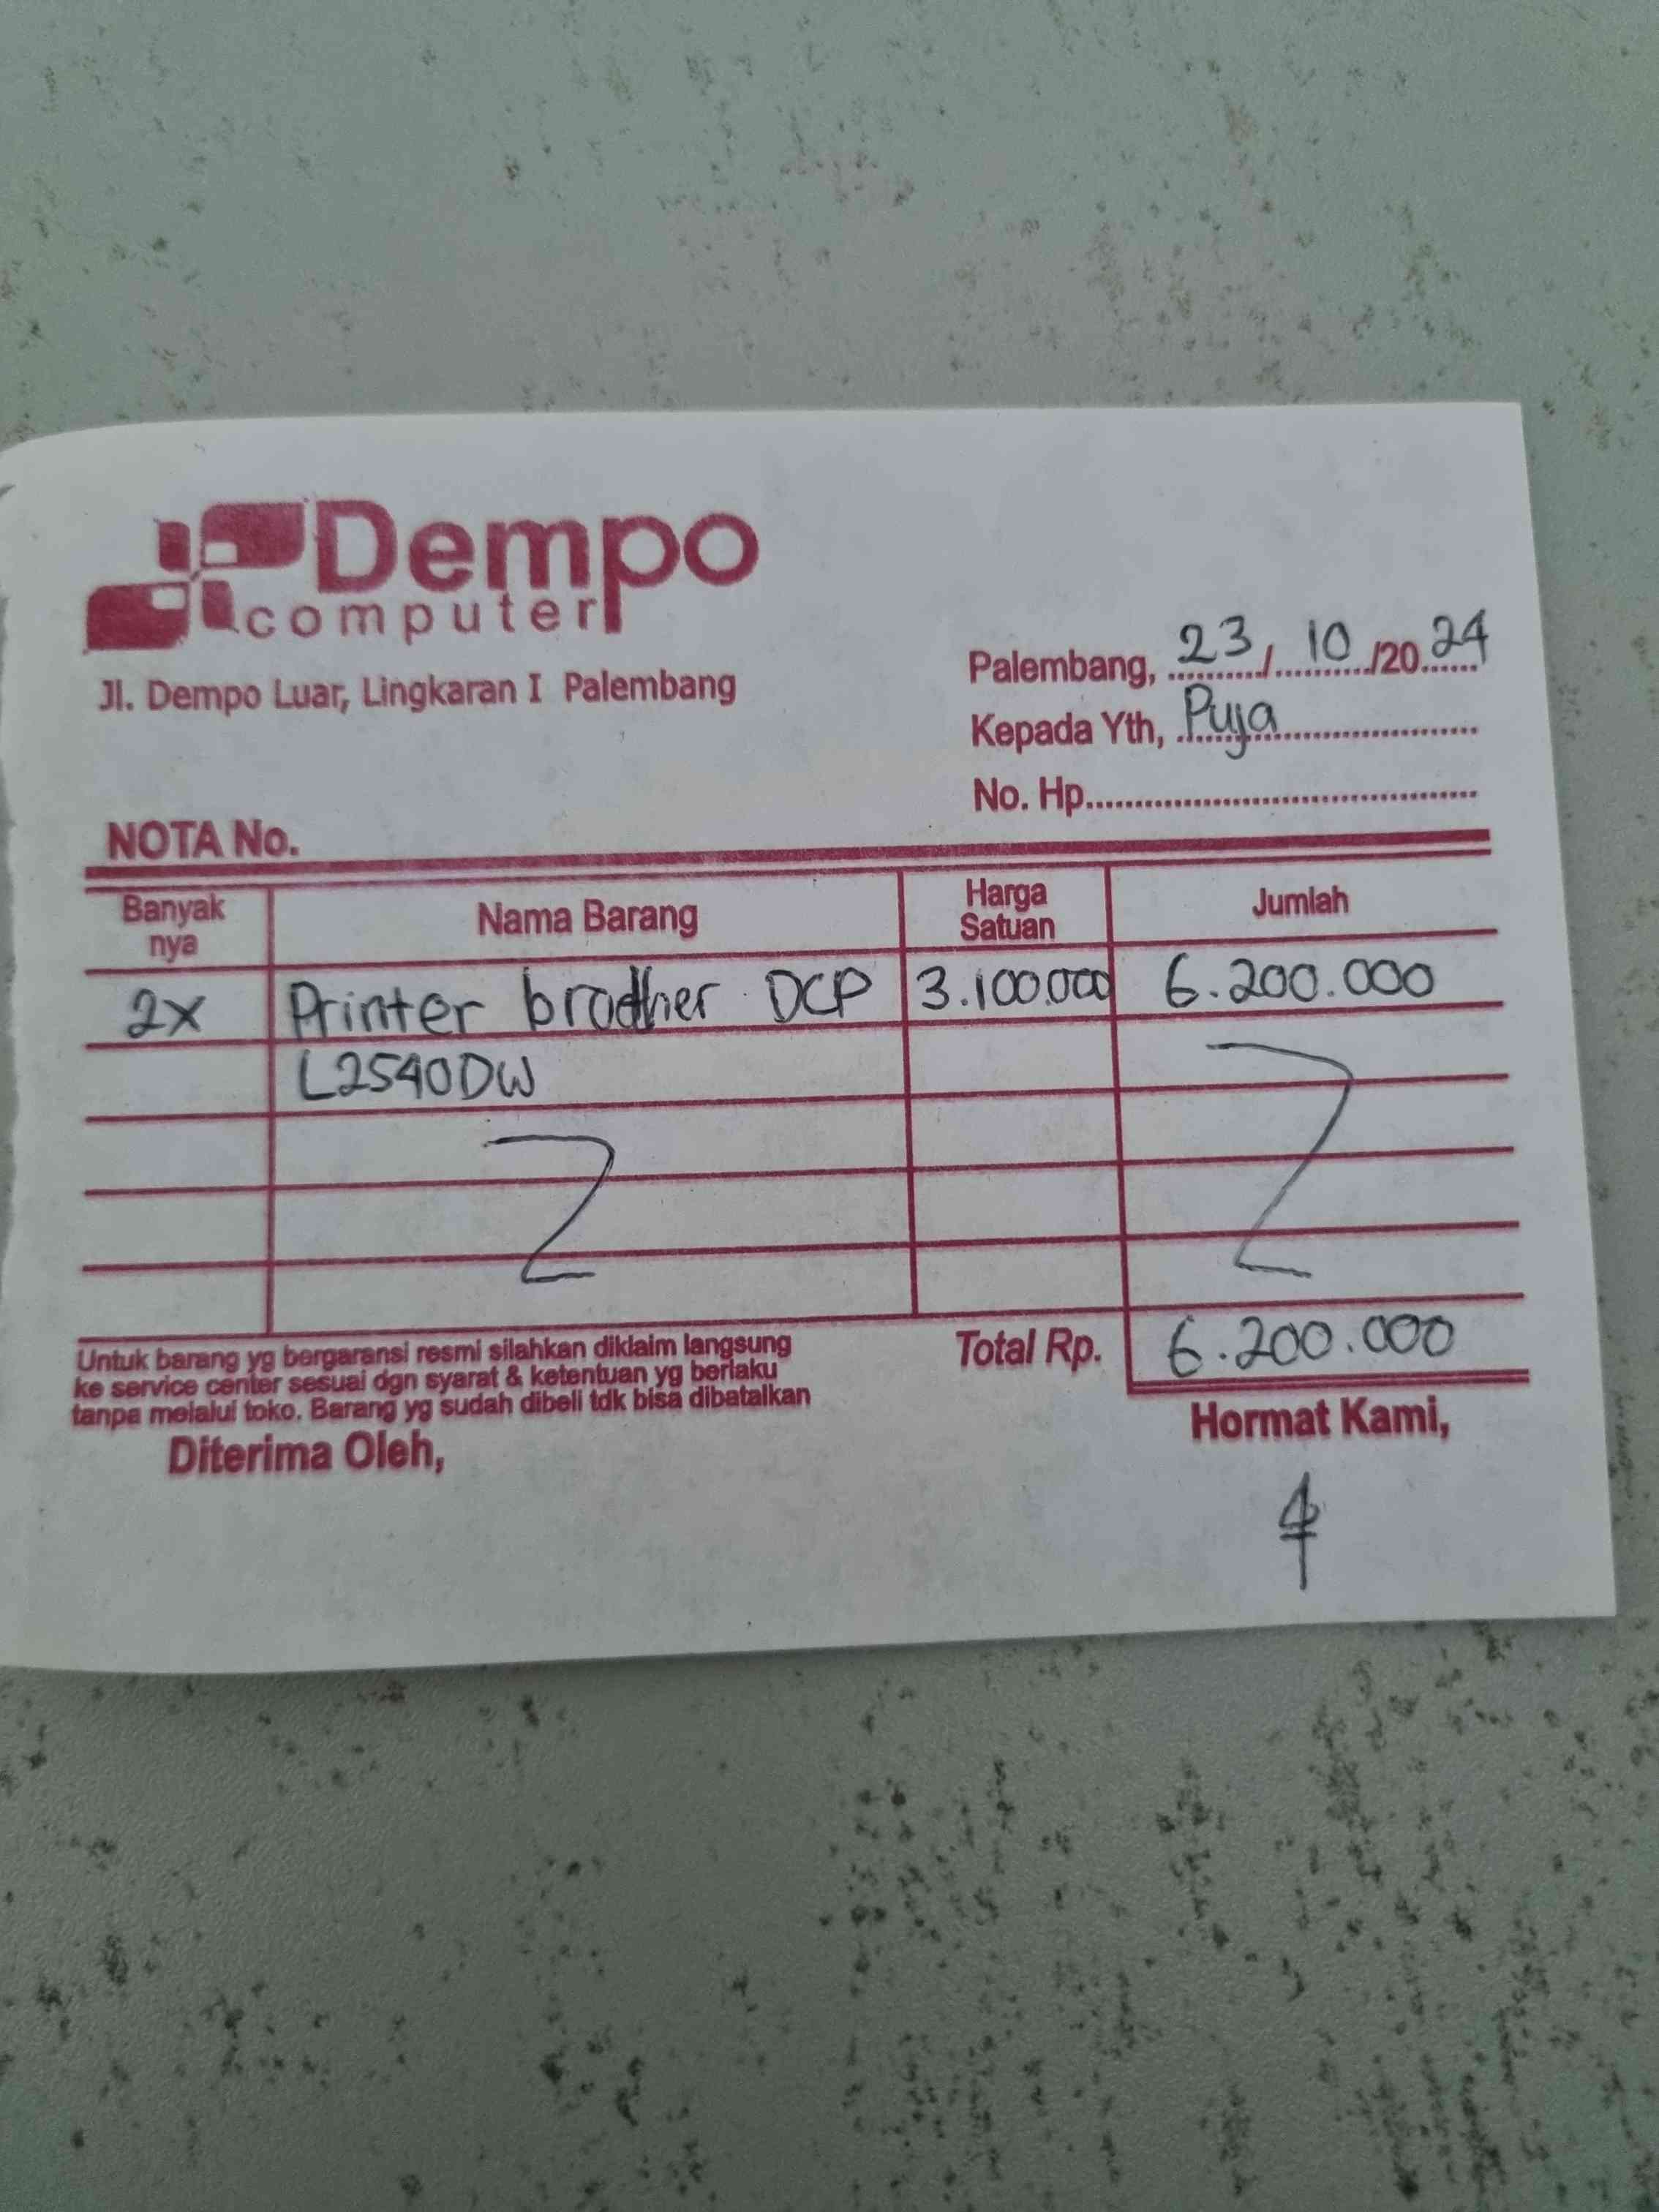 Dempo
computer
Jl. Dempo Luar, Lingkaran I Palembang
Palembang, 23 / 10 /20 24
Kepada Yth, Puja
No. Hp
NOTA No.
Banyak nya Nama Barang Harga Satuan Jumlah
2x Printer brother DCP 3.100.000 6.200.000
L2540DW
Total Rp. 6.200.000
Untuk barang yg bergaransi resmi silahkan diklaim langsung
ke service center sesuai dgn syarat & ketentuan yg berlaku
tanpa melalui toko. Barang yg sudah dibeli tdk bisa dibatalkan
Diterima Oleh, Hormat Kami,